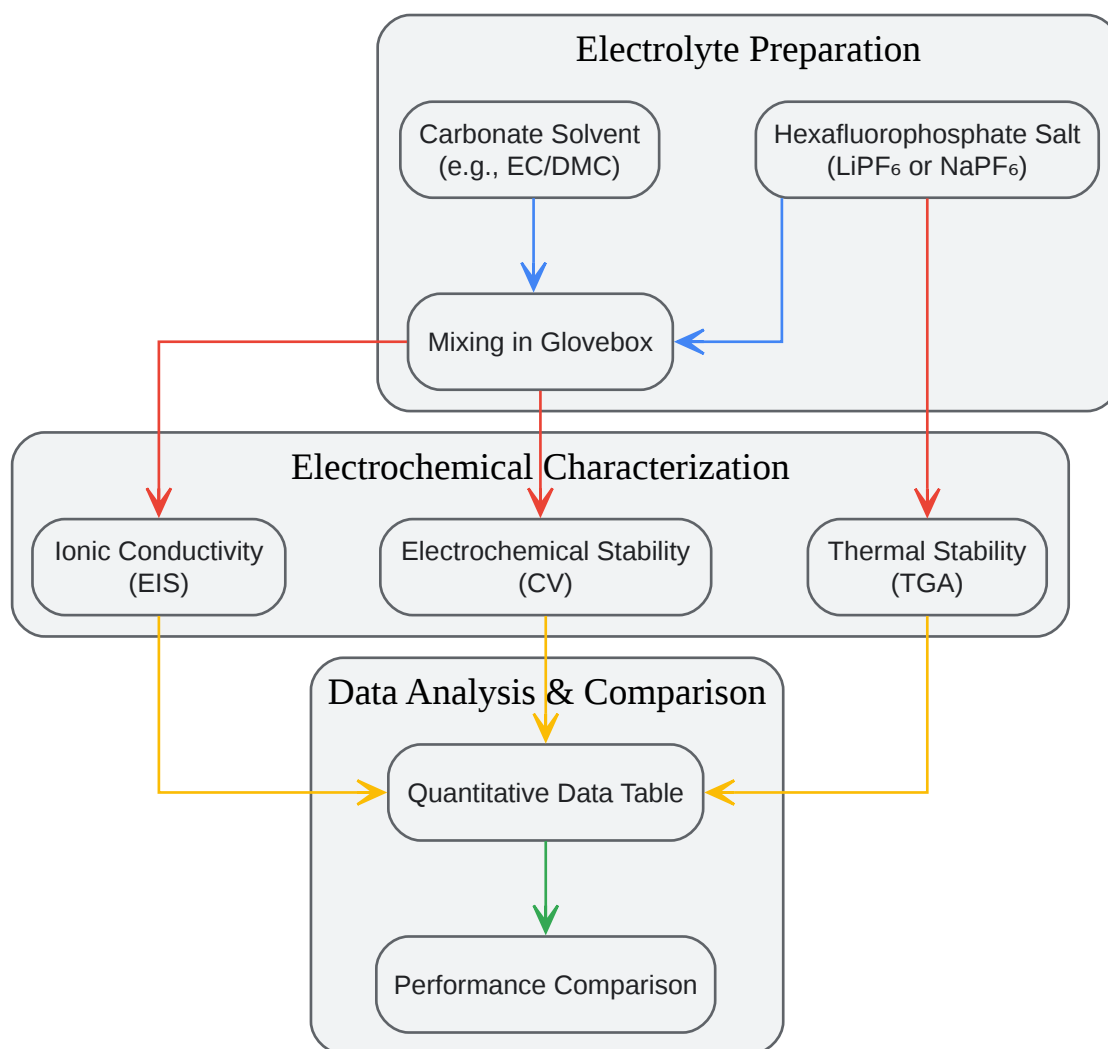 Electrolyte Preparation
Carbonate Solvent
(e.g., EC/DMC)
Hexafluorophosphate Salt
(LiPF₆ or NaPF₆)
Mixing in Glovebox
Electrochemical Characterization
Ionic Conductivity
(EIS)
Electrochemical Stability
(CV)
Thermal Stability
(TGA)
Data Analysis & Comparison
Quantitative Data Table
Performance Comparison